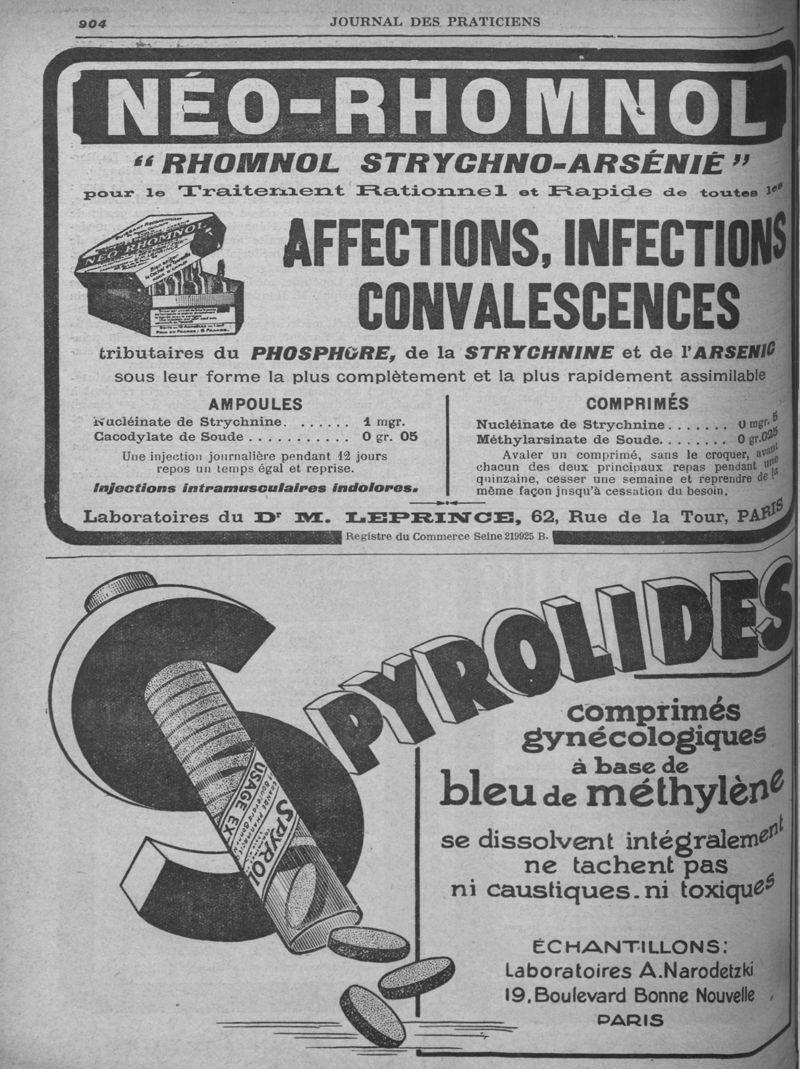 904
JOURNAL DES PRATICIENS
NÉO-RHOMNOL
"RHOMNOL STRYCHNO-ARSÉNIÉ"
pour le Traitement Rationnel et Rapide de toutes les
NÉO-RHOMNOL
AFFECTIONS, INFECTIONS
CONVALESCENCES
tributaires du PHOSPHORE, de la STRYCHNINE et de l'ARSENIC
sous leur forme la plus complètement et la plus rapidement assimilable
AMPOULES
Nucléinate de Strychnine. . . . . . . 1 mgr.
Cacodylate de Soude . . . . . . . . . . . 0 gr. 05
Une injection journalière pendant 12 jours
repos un temps égal et reprise.
Injections intramusculaires indolores.
COMPRIMÉS
Nucléinate de Strychnine . . . . . . . 0 mgr. 5
Méthylarsinate de Soude. . . . . . . . 0 gr. 025
Avaler un comprimé, sans le croquer, avant
chacun des deux principaux repas pendant une
quinzaine, cesser une semaine et reprendre de la
même façon jusqu'à cessation du besoin.
Laboratoires du Dr M. LEPRINCE, 62, Rue de la Tour, PARIS
Registre du Commerce Seine 219925 B.
SPYROLIDES
USAGE EX
SPYROL
comprimés
gynécologiques
à base de
bleu de méthylène
se dissolvent intégralement
ne tachent pas
ni caustiques. ni toxiques
ÉCHANTILLONS:
Laboratoires A. Narodetzki
19, Boulevard Bonne Nouvelle
PARIS